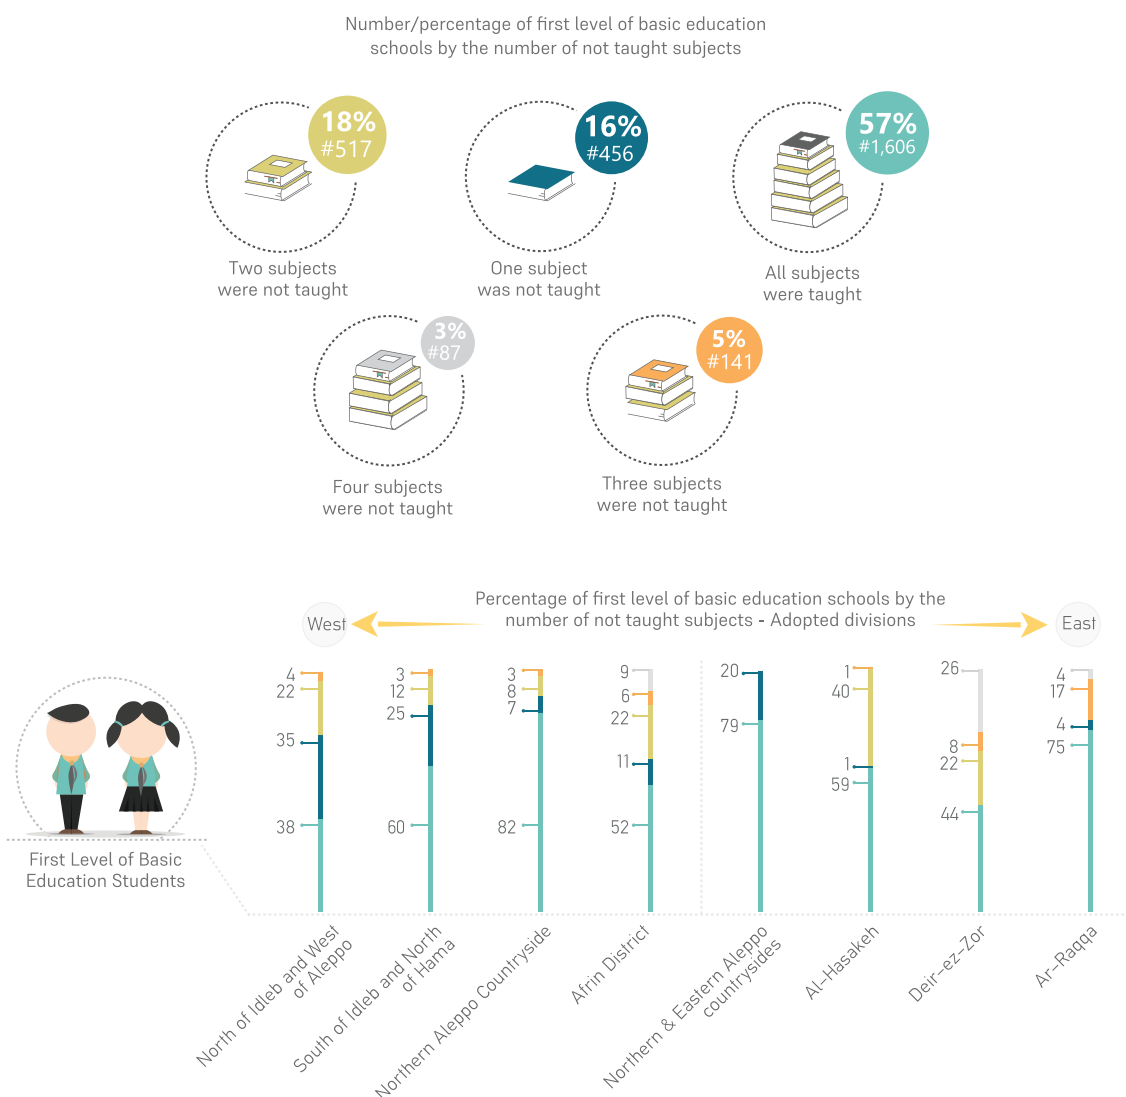 Number/percentage of first level of basic education
schools by the number of not taught subjects
18%
#517
Two subjects
were not taught
16%
#456
One subject
was not taught
57%
#1,606
All subjects
were taught
3%
#87
Four subjects
were not taught
5%
#141
Three subjects
were not taught
Percentage of first level of basic education schools by the
number of not taught subjects - Adopted divisions
West
East
First Level of Basic
Education Students
4
22
35
38
3
12
25
60
3
8
7
82
9
6
22
11
52
20
79
1
40
1
59
26
8
22
44
4
17
4
75
North of Idleb and West
of Aleppo
South of Idleb and North
of Hama
Northern Aleppo Countryside
Afrin District
Northern & Eastern Aleppo
countrysides
Al-Hasakeh
Deir-ez-Zor
Ar-Raqqa